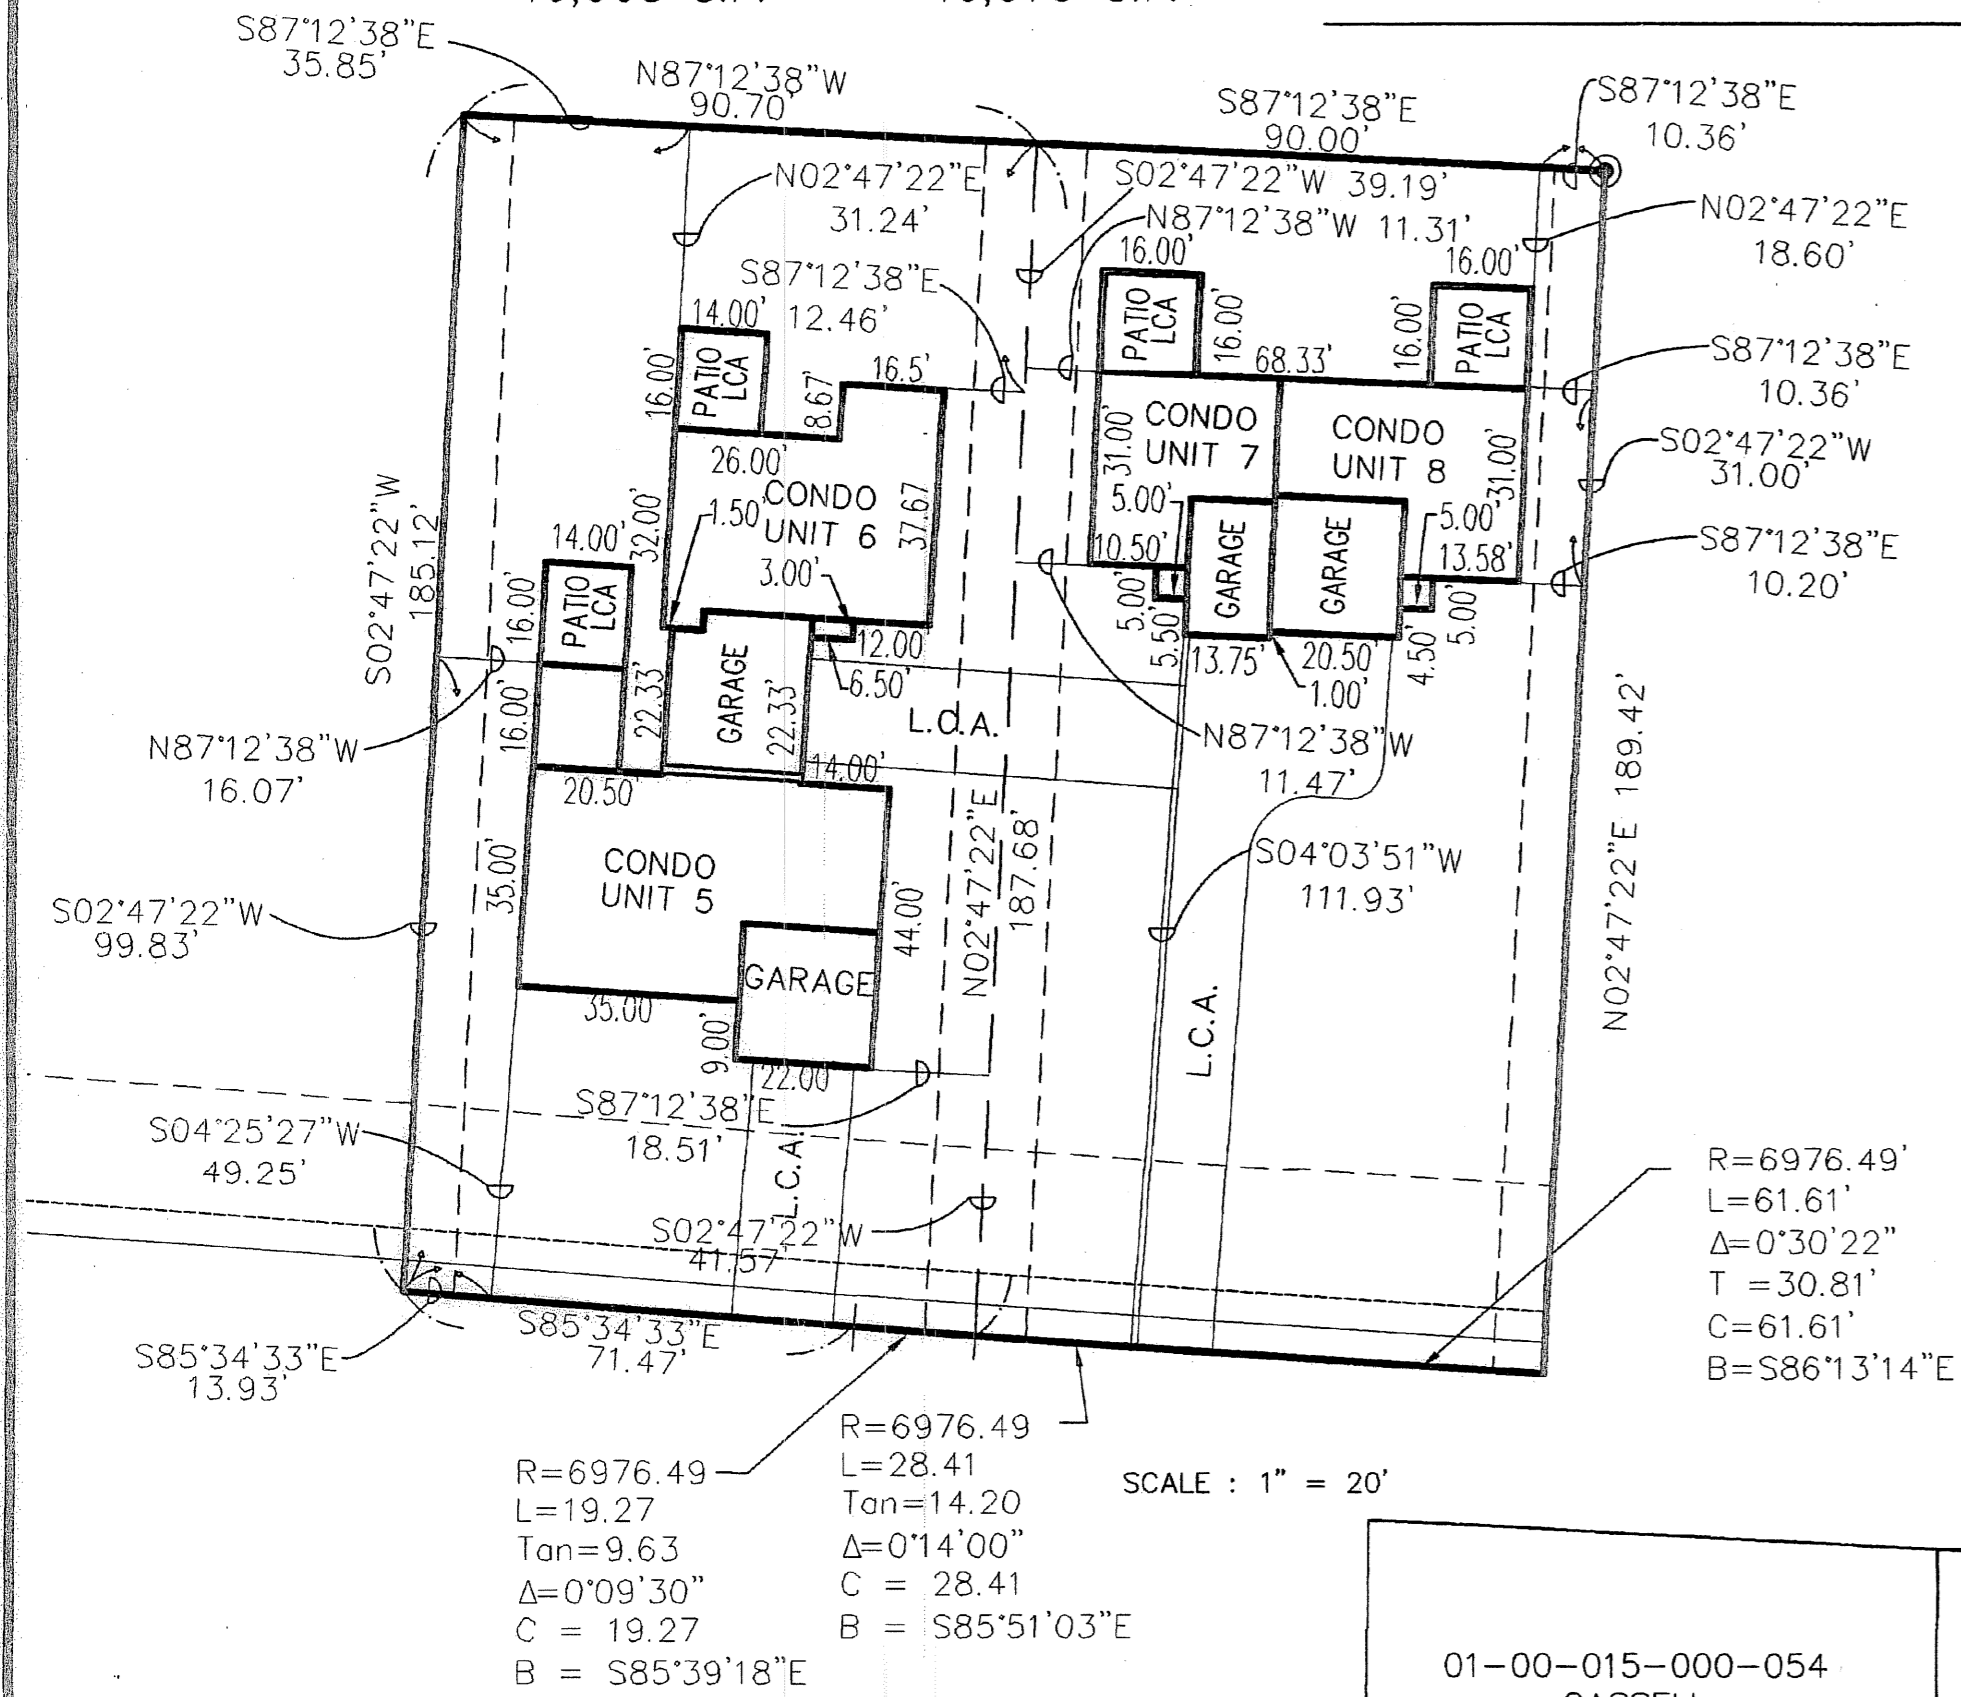 S87°12'38"E
35.85'
N87°12'38"W
90.70'
S87°12'38"E
90.00'
S87°12'38"E
10.36'
N02°47'22"E
31.24'
S02°47'22"W 39.19'
N87°12'38"W 11.31'
N02°47'22"E
18.60'
S87°12'38"E
12.46'
14.00'
16.00'
PATIO
LCA
16.5'
8.67'
26.00'
16.00'
PATIO
LCA
16.00'
68.33'
16.00'
16.00'
PATIO
LCA
S87°12'38"E
10.36'
S02°47'22"W
31.00'
S87°12'38"E
10.20'
CONDO
UNIT 7
31.00'
CONDO
UNIT 8
31.00'
5.00'
10.50'
5.00'
5.50'
GARAGE
GARAGE
5.00'
13.58'
4.50'
5.00'
13.75'
20.50'
1.00'
32.00'
1.50'
CONDO
UNIT 6
37.67
3.00'
12.00
6.50'
S02°47'22"W
185.12'
14.00'
16.00'
PATIO
LCA
16.00'
22.33'
GARAGE
22.33'
14.00'
20.50'
L.C.A.
N87°12'38"W
16.07'
N87°12'38"W
11.47'
N02°47'22"E
187.68'
S04°03'51"W
111.93'
N02°47'22"E 189.42'
35.00'
CONDO
UNIT 5
44.00'
S02°47'22"W
99.83'
GARAGE
35.00'
9.00'
22.00'
L.C.A.
S87°12'38"E
18.51'
S04°25'27"W
49.25'
L.C.A.
S02°47'22"W
41.57'
S85°34'33"E
13.93'
S85°34'33"E
71.47'
R=6976.49'
L=61.61'
Δ=0°30'22"
T =30.81'
C=61.61'
B=S86°13'14"E
R=6976.49
L=19.27
Tan=9.63
Δ=0°09'30"
C = 19.27
B = S85°39'18"E
R=6976.49
L=28.41
Tan=14.20
Δ=0°14'00"
C = 28.41
B = S85°51'03"E
SCALE : 1" = 20'
01-00-015-000-054